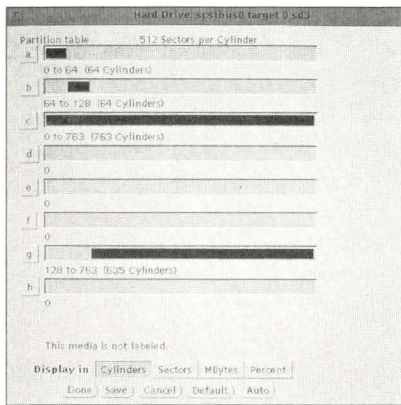 Hard Drive: scsibus0 target 0 sd3
Partition table 512 Sectors per Cylinder
a
0 to 64 (64 Cylinders)
b
64 to 128 (64 Cylinders)
c
0 to 763 (763 Cylinders)
d
0
e
0
f
0
g
128 to 763 (635 Cylinders)
h
0
This media is not labeled.
Display in Cylinders Sectors MBytes Percent
Done Save Cancel Default Auto